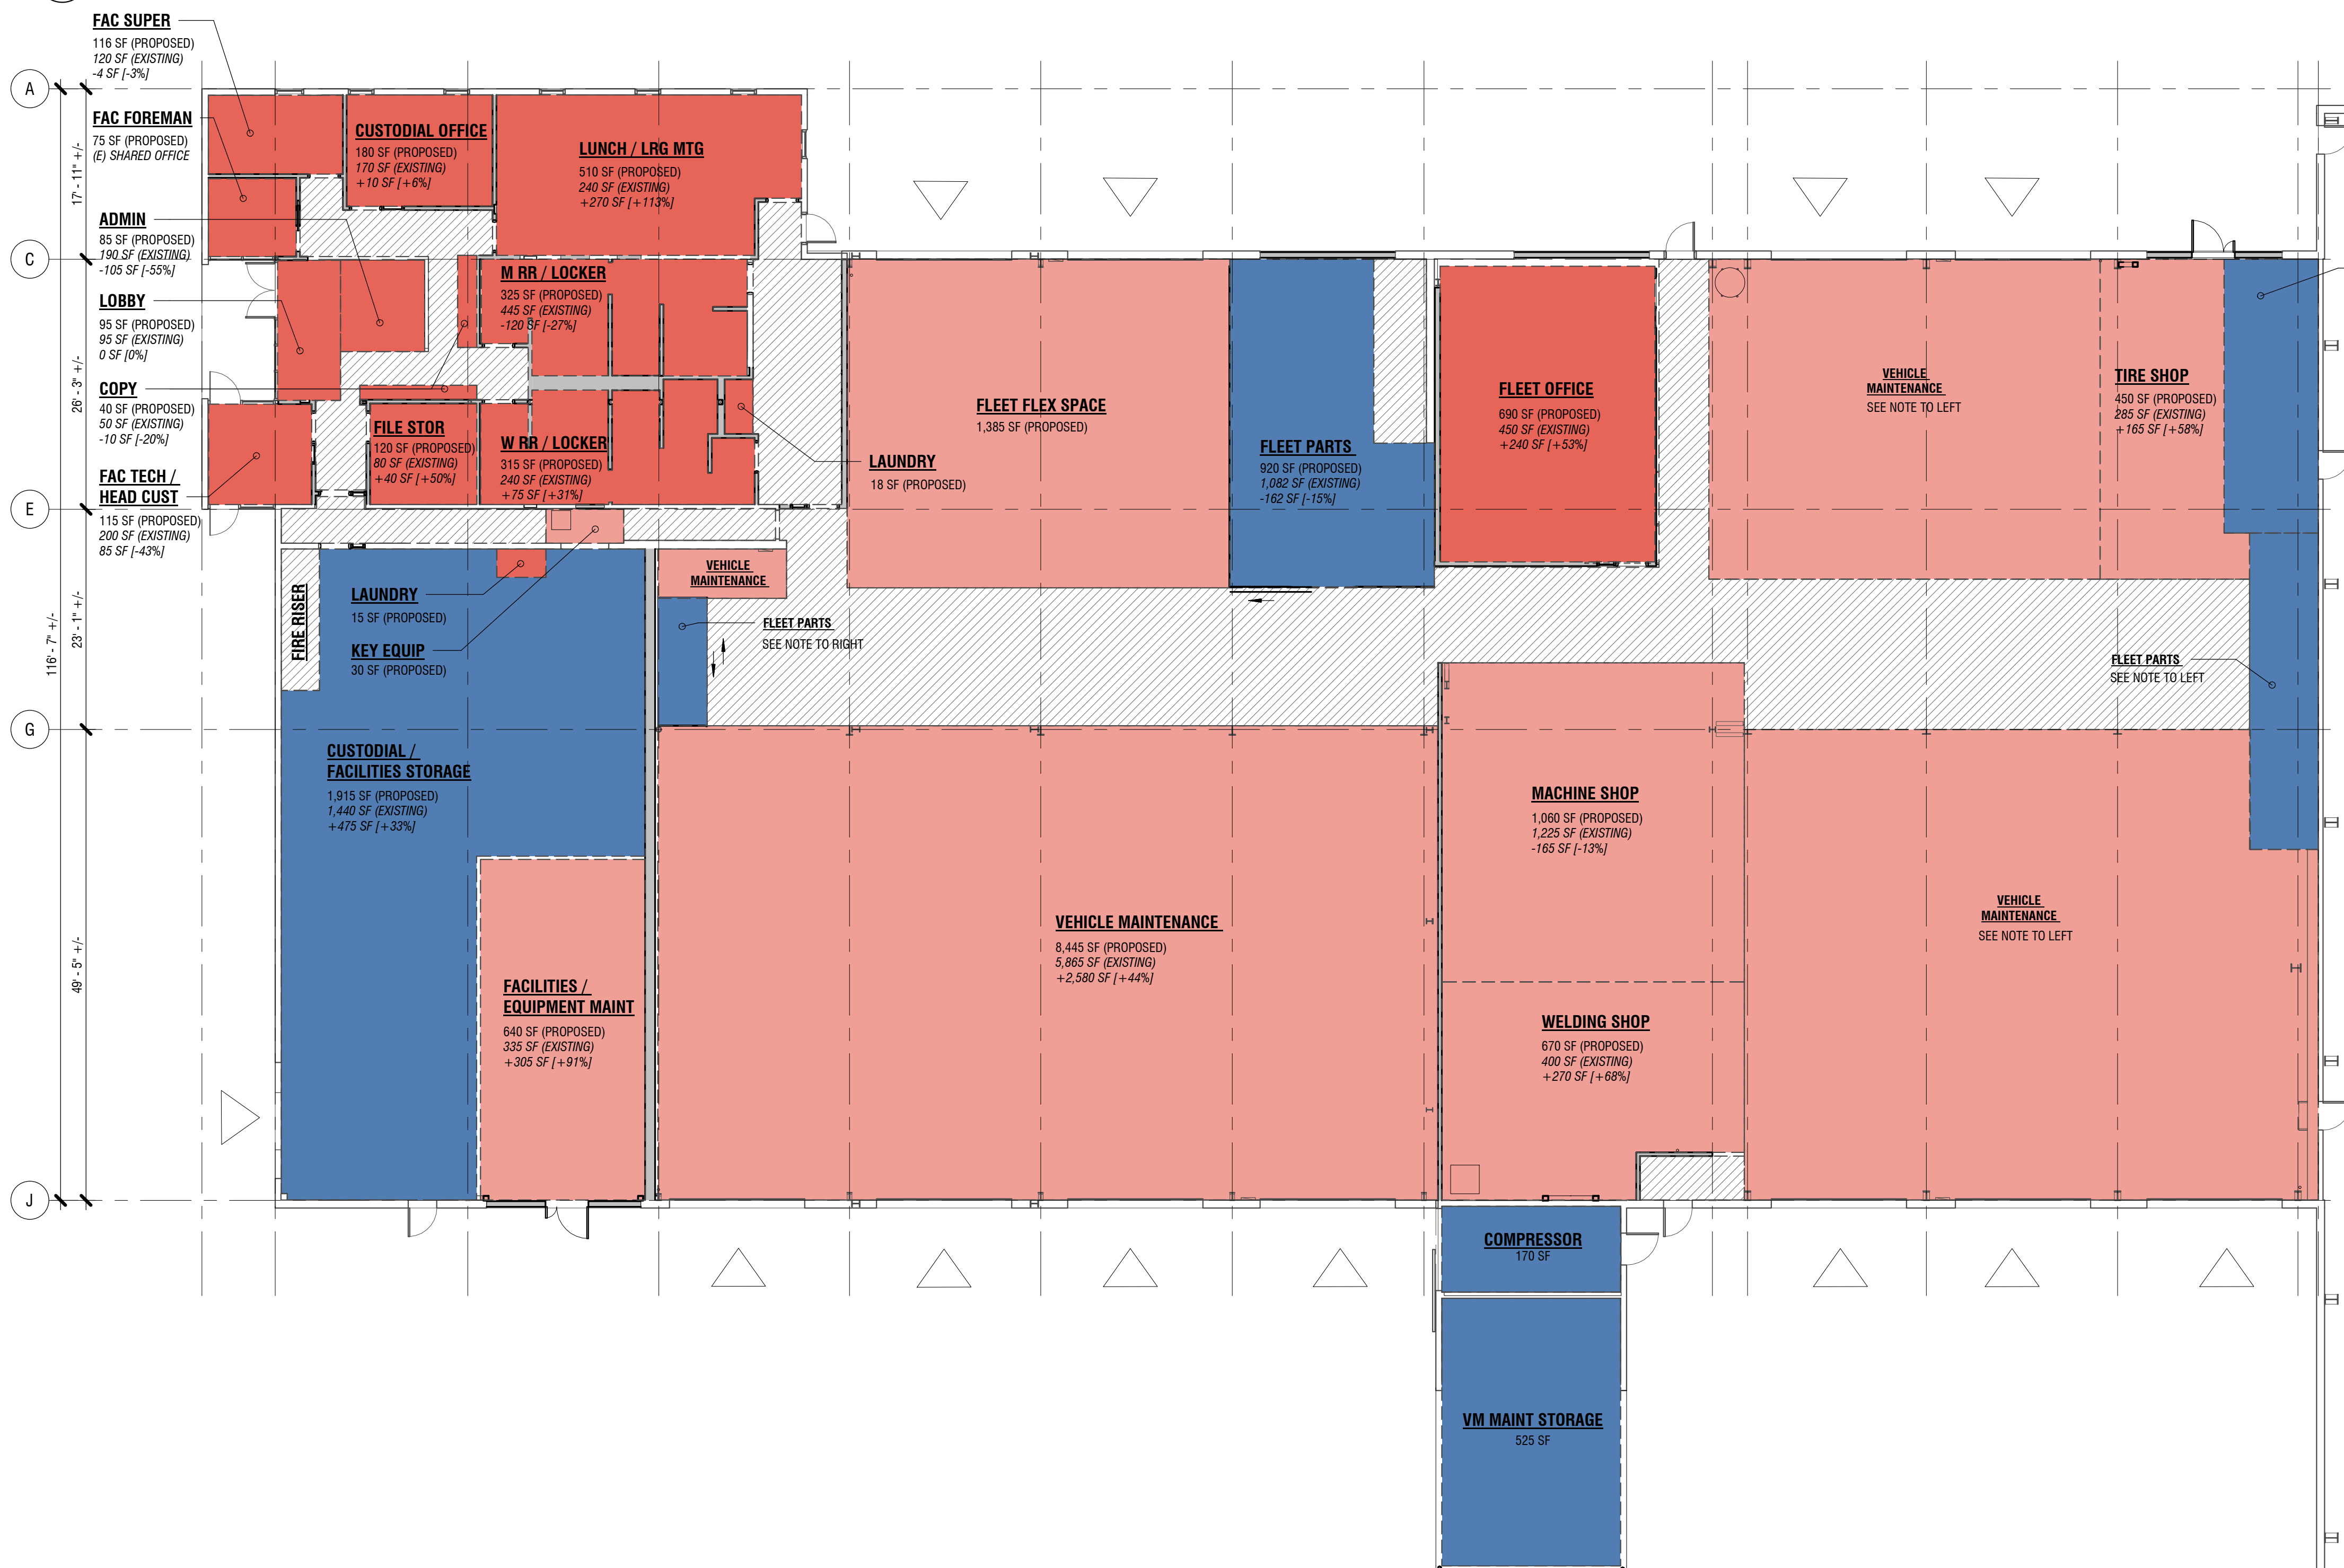 FAC SUPER
116 SF (PROPOSED)
120 SF (EXISTING)
-4 SF [-3%]
A
FAC FOREMAN
75 SF (PROPOSED)
(E) SHARED OFFICE
17' - 11" +/-
CUSTODIAL OFFICE
180 SF (PROPOSED)
170 SF (EXISTING)
+10 SF [+6%]
LUNCH / LRG MTG
510 SF (PROPOSED)
240 SF (EXISTING)
+270 SF [+113%]
ADMIN
85 SF (PROPOSED)
190 SF (EXISTING)
-105 SF [-55%]
C
LOBBY
95 SF (PROPOSED)
95 SF (EXISTING)
0 SF [0%]
M RR / LOCKER
325 SF (PROPOSED)
445 SF (EXISTING)
-120 SF [-27%]
26' - 3" +/-
COPY
40 SF (PROPOSED)
50 SF (EXISTING)
-10 SF [-20%]
FILE STOR
120 SF (PROPOSED)
80 SF (EXISTING)
+40 SF [+50%]
W RR / LOCKER
315 SF (PROPOSED)
240 SF (EXISTING)
+75 SF [+31%]
LAUNDRY
18 SF (PROPOSED)
FLEET FLEX SPACE
1,385 SF (PROPOSED)
FLEET PARTS
920 SF (PROPOSED)
1,082 SF (EXISTING)
-162 SF [-15%]
FLEET OFFICE
690 SF (PROPOSED)
450 SF (EXISTING)
+240 SF [+53%]
VEHICLE
MAINTENANCE
SEE NOTE TO LEFT
TIRE SHOP
450 SF (PROPOSED)
285 SF (EXISTING)
+165 SF [+58%]
FAC TECH /
HEAD CUST
115 SF (PROPOSED)
200 SF (EXISTING)
85 SF [-43%]
E
FIRE RISER
LAUNDRY
15 SF (PROPOSED)
KEY EQUIP
30 SF (PROPOSED)
VEHICLE
MAINTENANCE
FLEET PARTS
SEE NOTE TO RIGHT
FLEET PARTS
SEE NOTE TO LEFT
116' - 7" +/-
23' - 1" +/-
G
CUSTODIAL /
FACILITIES STORAGE
1,915 SF (PROPOSED)
1,440 SF (EXISTING)
+475 SF [+33%]
MACHINE SHOP
1,060 SF (PROPOSED)
1,225 SF (EXISTING)
-165 SF [-13%]
VEHICLE MAINTENANCE
8,445 SF (PROPOSED)
5,865 SF (EXISTING)
+2,580 SF [+44%]
VEHICLE
MAINTENANCE
SEE NOTE TO LEFT
49' - 5" +/-
FACILITIES /
EQUIPMENT MAINT
640 SF (PROPOSED)
335 SF (EXISTING)
+305 SF [+91%]
WELDING SHOP
670 SF (PROPOSED)
400 SF (EXISTING)
+270 SF [+68%]
J
COMPRESSOR
170 SF
VM MAINT STORAGE
525 SF